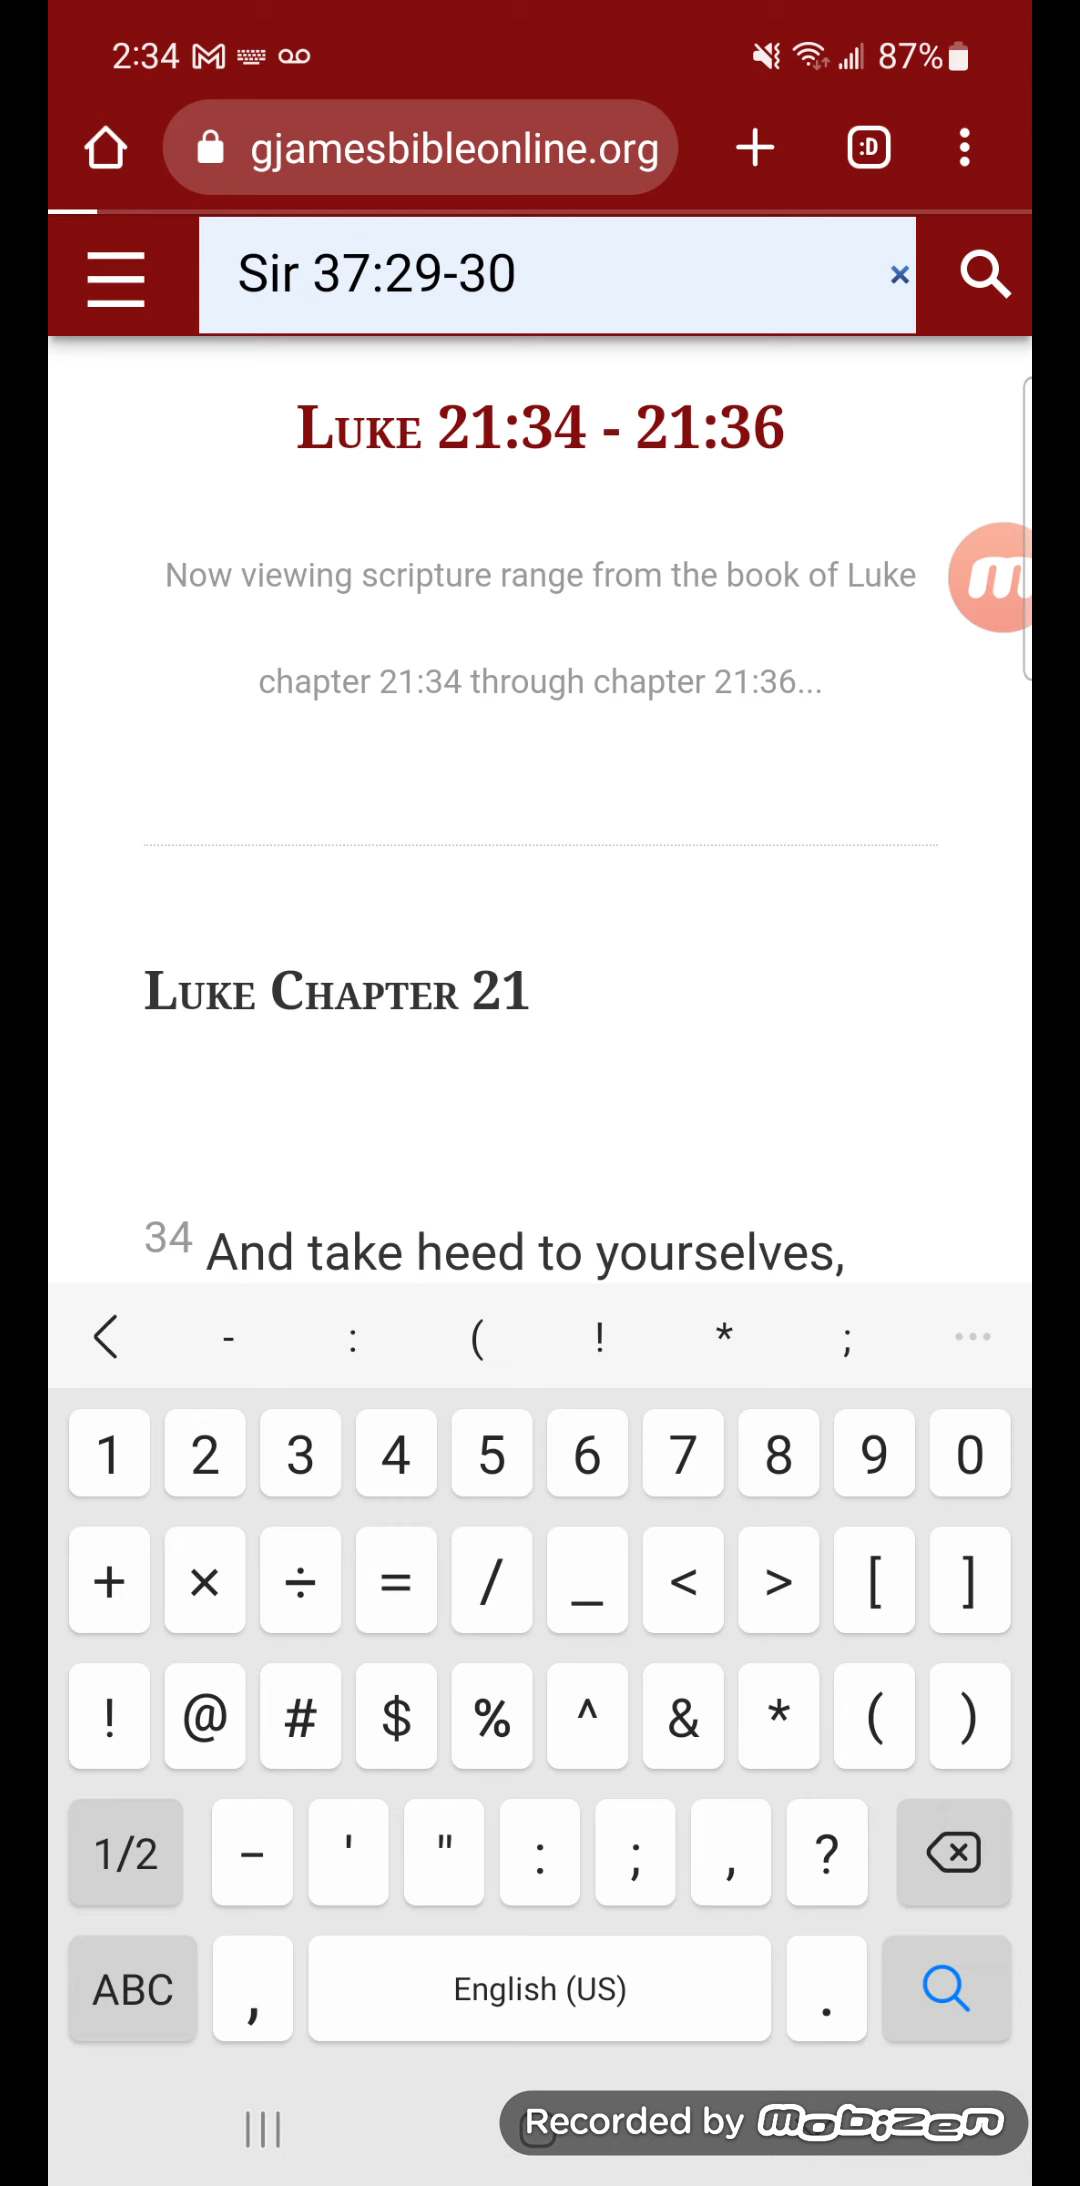 2:34 87%
gjamesbibleonline.org :D
Sir 37:29-30 ×
LUKE 21:34 - 21:36
Now viewing scripture range from the book of Luke
chapter 21:34 through chapter 21:36...
LUKE CHAPTER 21
34 And take heed to yourselves,
- : ( ! * ; ...
1 2 3 4 5 6 7 8 9 0
+ × ÷ = / _ < > [ ]
! @ # $ % ^ & * ( )
1/2 - ' " : ; , ?
ABC , English (US) .
Recorded by mobizen